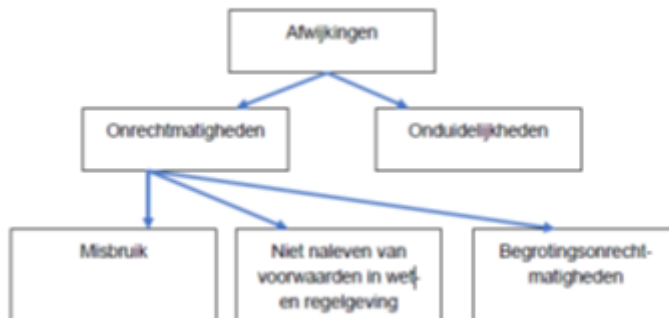 Afwijkingen
Onrechtmatigheden
Onduidelijkheden
Misbruik
Niet naleven van
voorwaarden in wet-
en regelgeving
Begrotingsonrecht-
matigheden